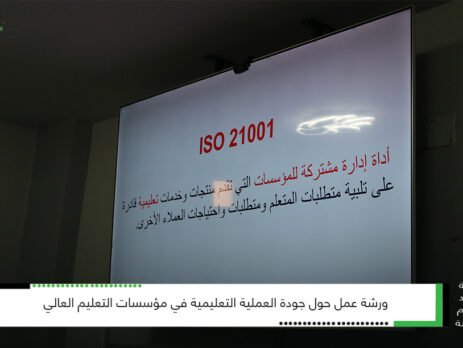 ISO 21001
أداة إدارة مشتركة للمؤسسات التي تقدم منتجات وخدمات تعليمية قادرة
على تلبية متطلبات المتعلم ومتطلبات واحتياجات العملاء الأخرى.
ورشة عمل حول جودة العملية التعليمية في مؤسسات التعليم العالي